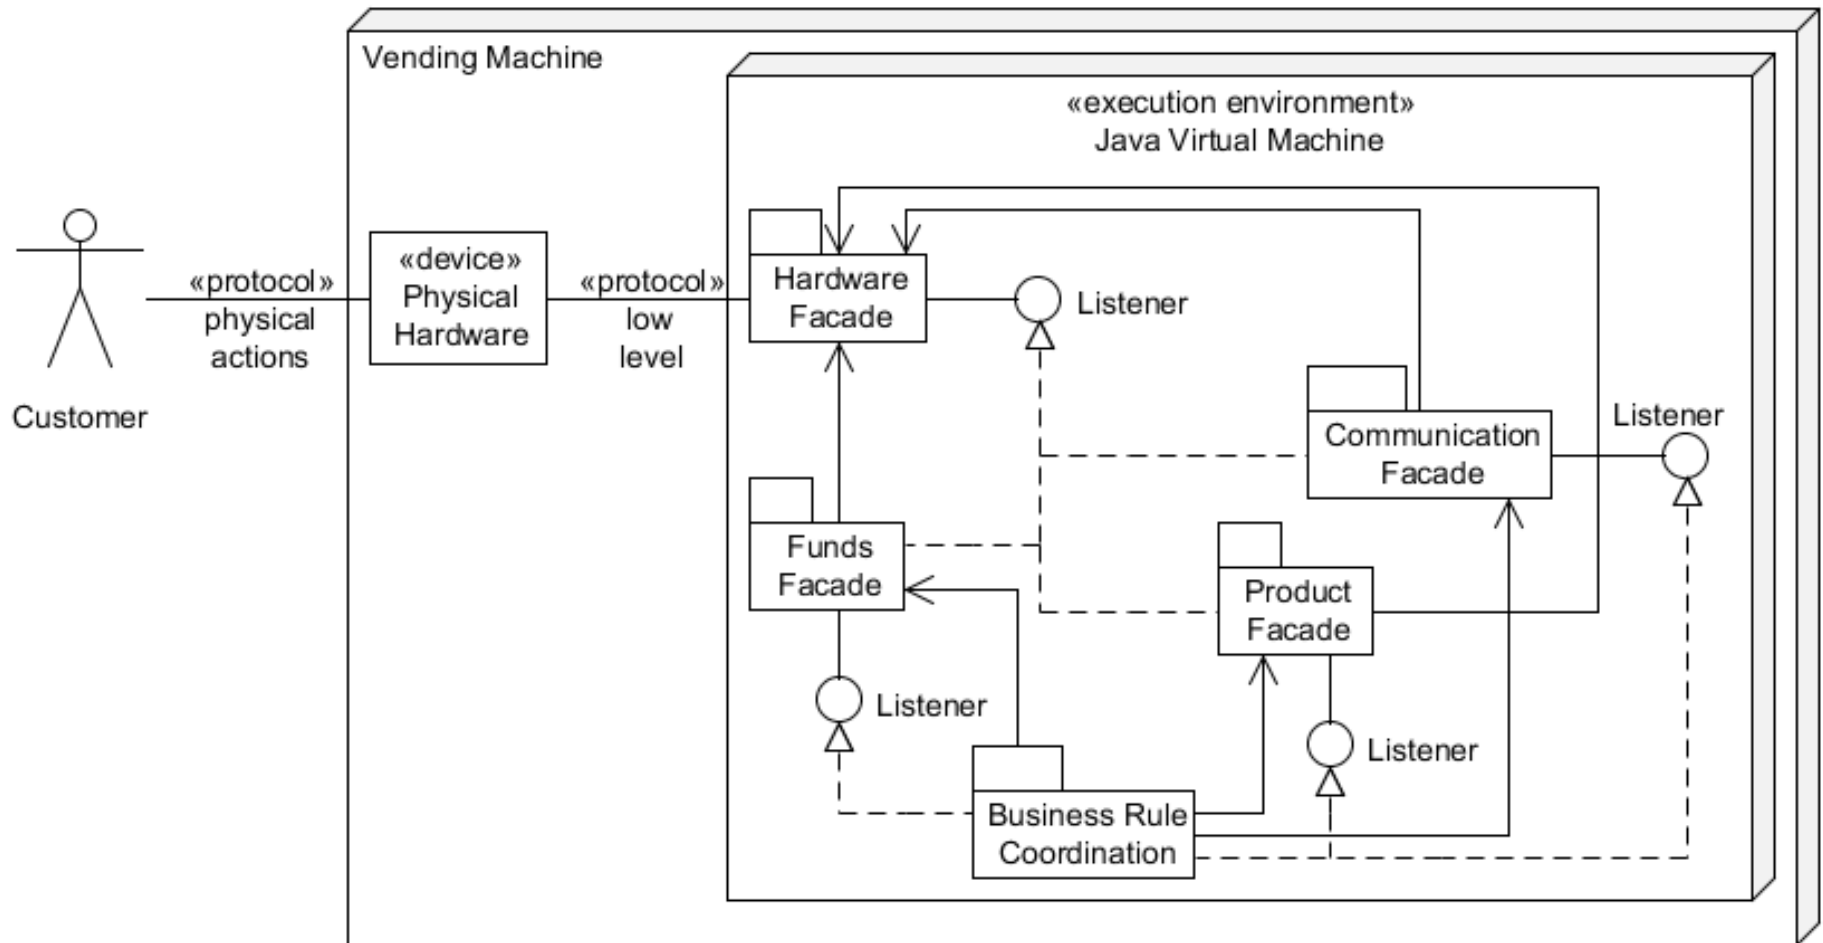 Vending Machine
«execution environment»
Java Virtual Machine
«protocol»
physical
actions
«device»
Physical
Hardware
«protocol»
low
level
Hardware
Facade
Listener
Customer
Communication
Facade
Listener
Funds
Facade
Product
Facade
Listener
Listener
Business Rule
Coordination